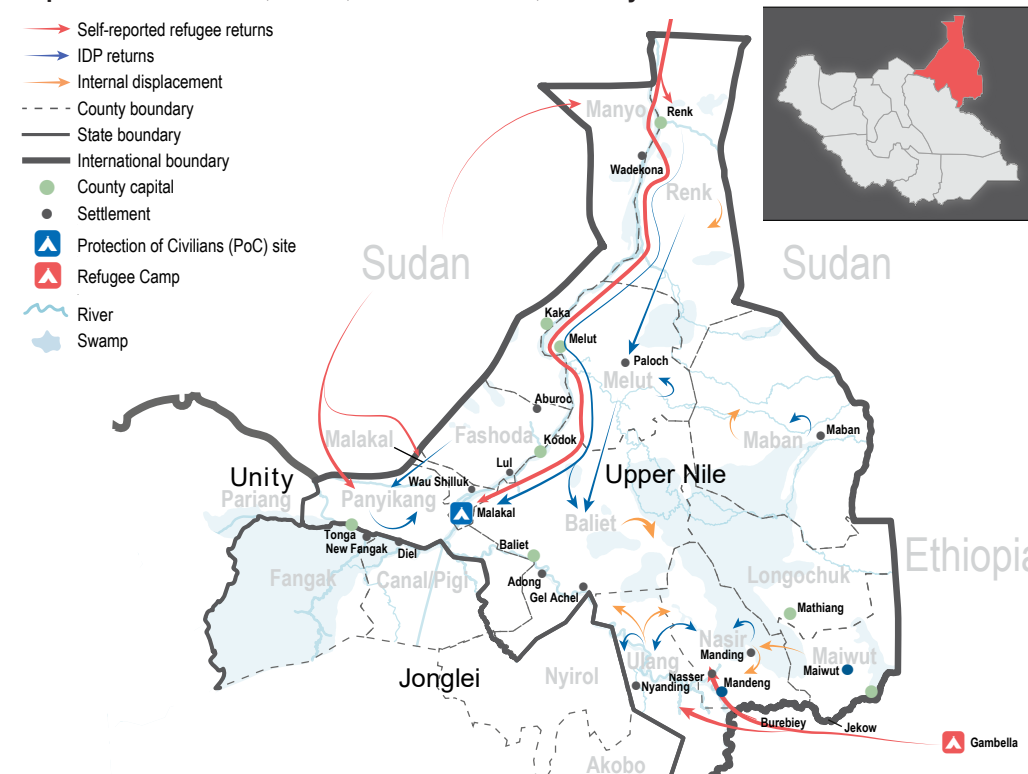 Self-reported refugee returns
IDP returns
Internal displacement
County boundary
State boundary
International boundary
County capital
Settlement
Protection of Civilians (PoC) site
Refugee Camp
River
Swamp
Manyo
Renk
Wadekona
Renk
Sudan
Sudan
Kaka
Melut
Paloch
Melut
Aburoc
Maban
Maban
Malakal
Fashoda
Kodok
Lul
Unity
Upper Nile
Wau Shilluk
Pariang
Panyikang
Malakal
Baliet
Tonga
New Fangak
Diel
Baliet
Ethiopia
Fangak
Canal/Pigi
Adong
Gel Achel
Longochuk
Mathiang
Nasir
Manding
Ulang
Maiwut
Maiwut
Jonglei
Nyirol
Nasser
Nyanding
Mandeng
Burebiey
Jekow
Gambella
Akobo